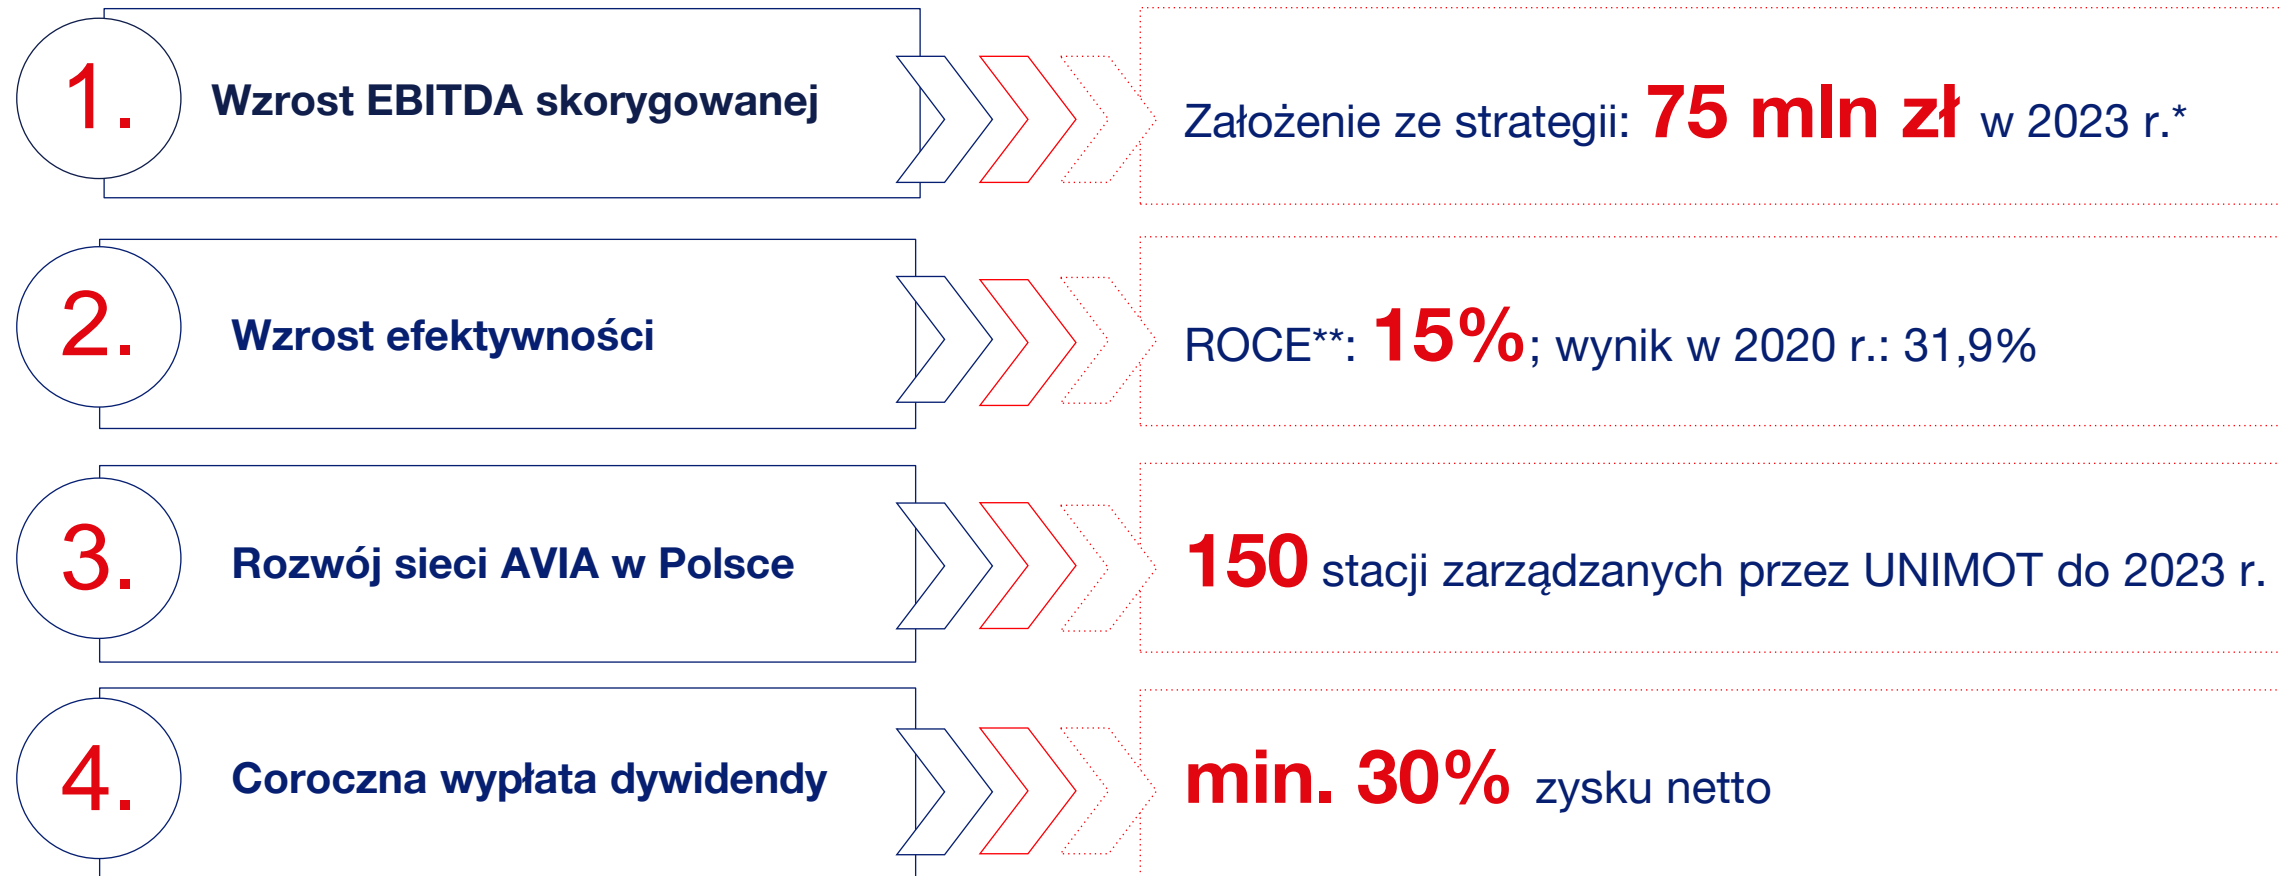 1.
Wzrost EBITDA skorygowanej
Założenie ze strategii: 75 mln zł w 2023 r.*
2.
Wzrost efektywności
ROCE**: 15%; wynik w 2020 r.: 31,9%
3.
Rozwój sieci AVIA w Polsce
150 stacji zarządzanych przez UNIMOT do 2023 r.
4.
Coroczna wypłata dywidendy
min. 30% zysku netto